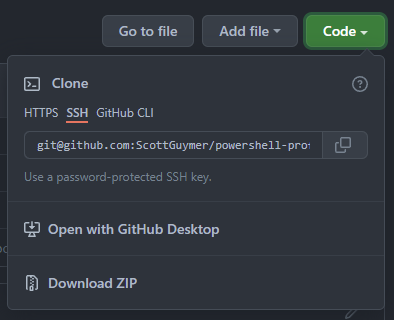 Go to file Add file Code
Clone
HTTPS SSH GitHub CLI
git@github.com:ScottGuymer/powershell-pro
Use a password-protected SSH key.
Open with GitHub Desktop
Download ZIP